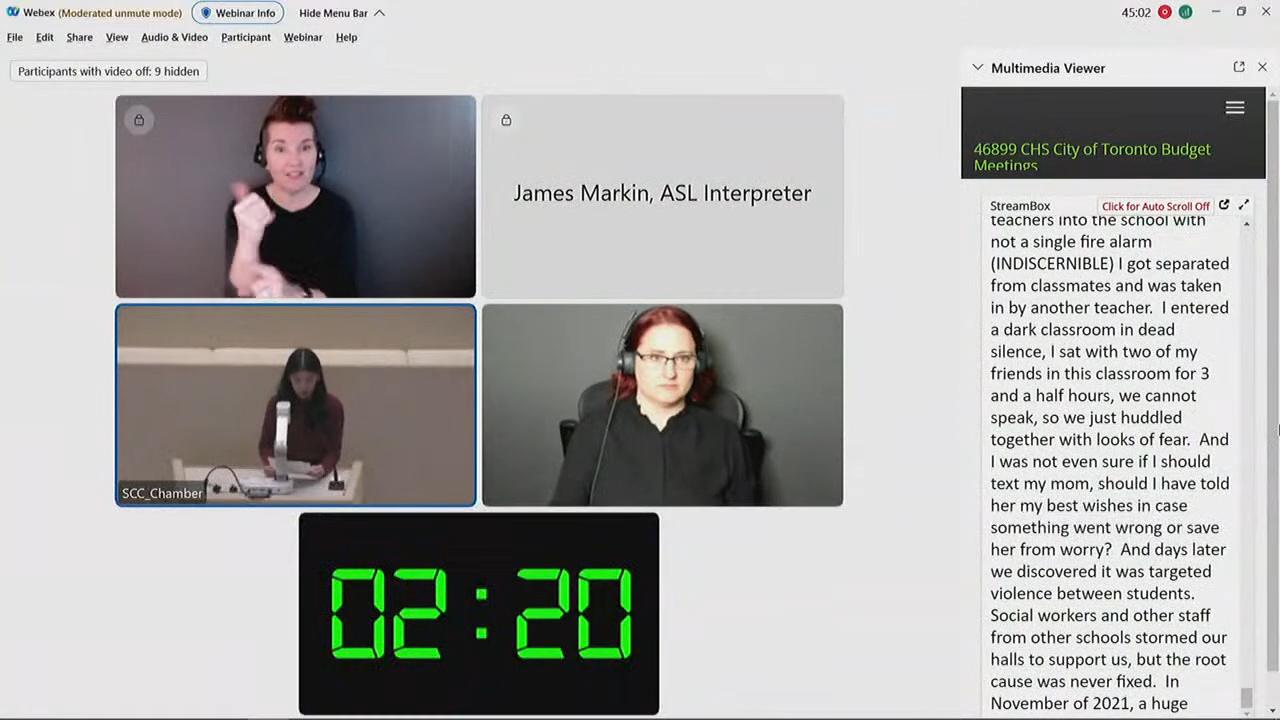 Webex (Moderated unmute mode) Webinar Info Hide Menu Bar 45:02
File Edit Share View Audio & Video Participant Webinar Help
Participants with video off: 9 hidden
Multimedia Viewer
James Markin, ASL Interpreter
46899 CHS City of Toronto Budget
Meetings
StreamBox Click for Auto Scroll Off
teachers into the school with
not a single fire alarm
(INDISCERNIBLE) I got separated
from classmates and was taken
in by another teacher. I entered
a dark classroom in dead
silence, I sat with two of my
friends in this classroom for 3
and a half hours, we cannot
speak, so we just huddled
together with looks of fear. And
I was not even sure if I should
text my mom, should I have told
her my best wishes in case
something went wrong or save
her from worry? And days later
we discovered it was targeted
violence between students.
Social workers and other staff
from other schools stormed our
halls to support us, but the root
cause was never fixed. In
November of 2021, a huge
SCC_Chamber
02:20